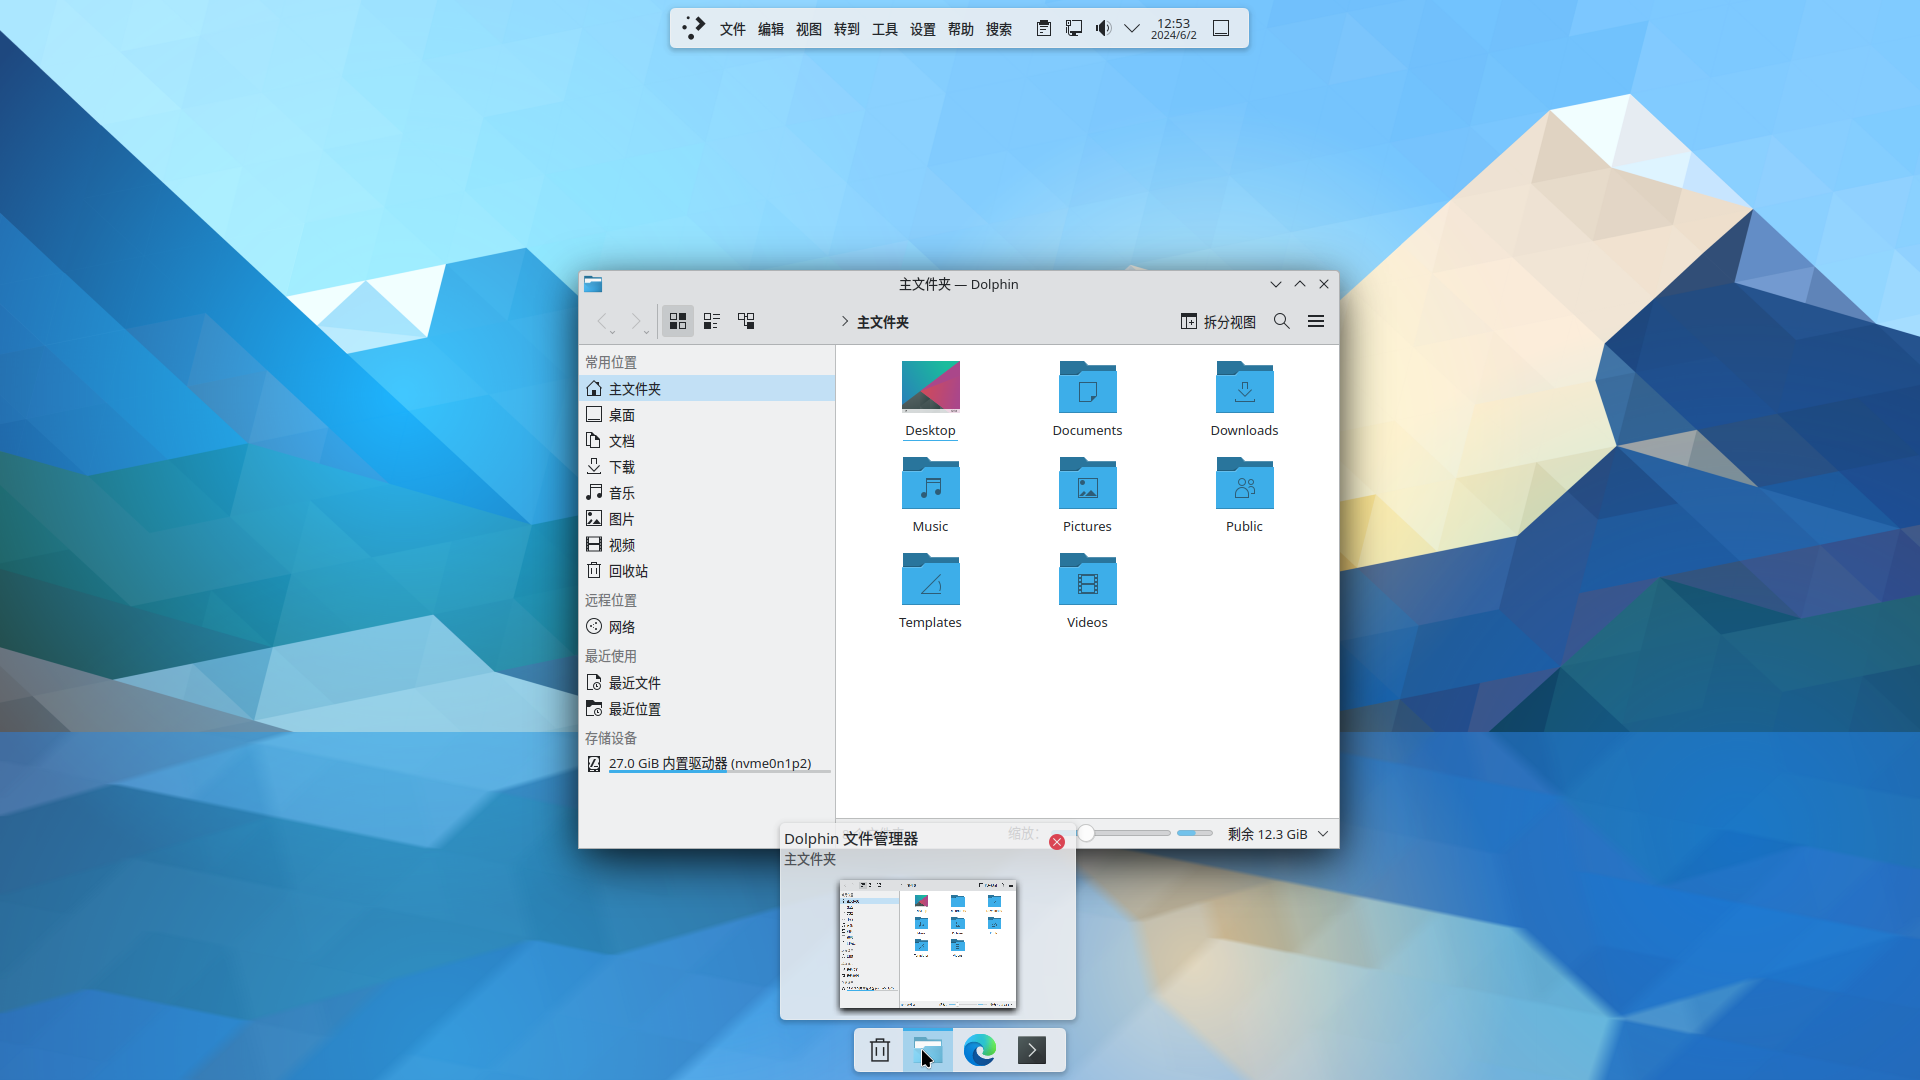 文件 编辑 视图 转到 工具 设置 帮助 搜索
12:53
2024/6/2
主文件夹 — Dolphin
主文件夹
拆分视图
常用位置
主文件夹
桌面
文档
下载
音乐
图片
视频
回收站
远程位置
网络
最近使用
最近文件
最近位置
存储设备
27.0 GiB 内置驱动器 (nvme0n1p2)
Desktop
Documents
Downloads
Music
Pictures
Public
Templates
Videos
缩放:
剩余 12.3 GiB
Dolphin 文件管理器
主文件夹